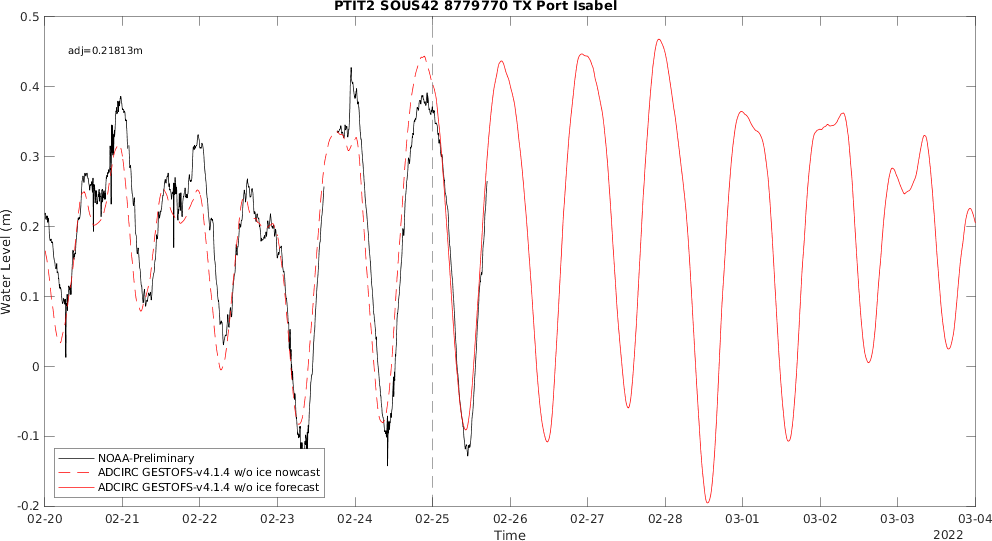 PTIT2 SOUS42 8779770 TX Port Isabel
adj=0.21813m
0.5
0.4
0.3
0.2
0.1
0
-0.1
-0.2
Water Level (m)
NOAA-Preliminary
ADCIRC GESTOFS-v4.1.4 w/o ice nowcast
ADCIRC GESTOFS-v4.1.4 w/o ice forecast
02-20 02-21 02-22 02-23 02-24 02-25 02-26 02-27 02-28 03-01 03-02 03-03 03-04
Time
2022